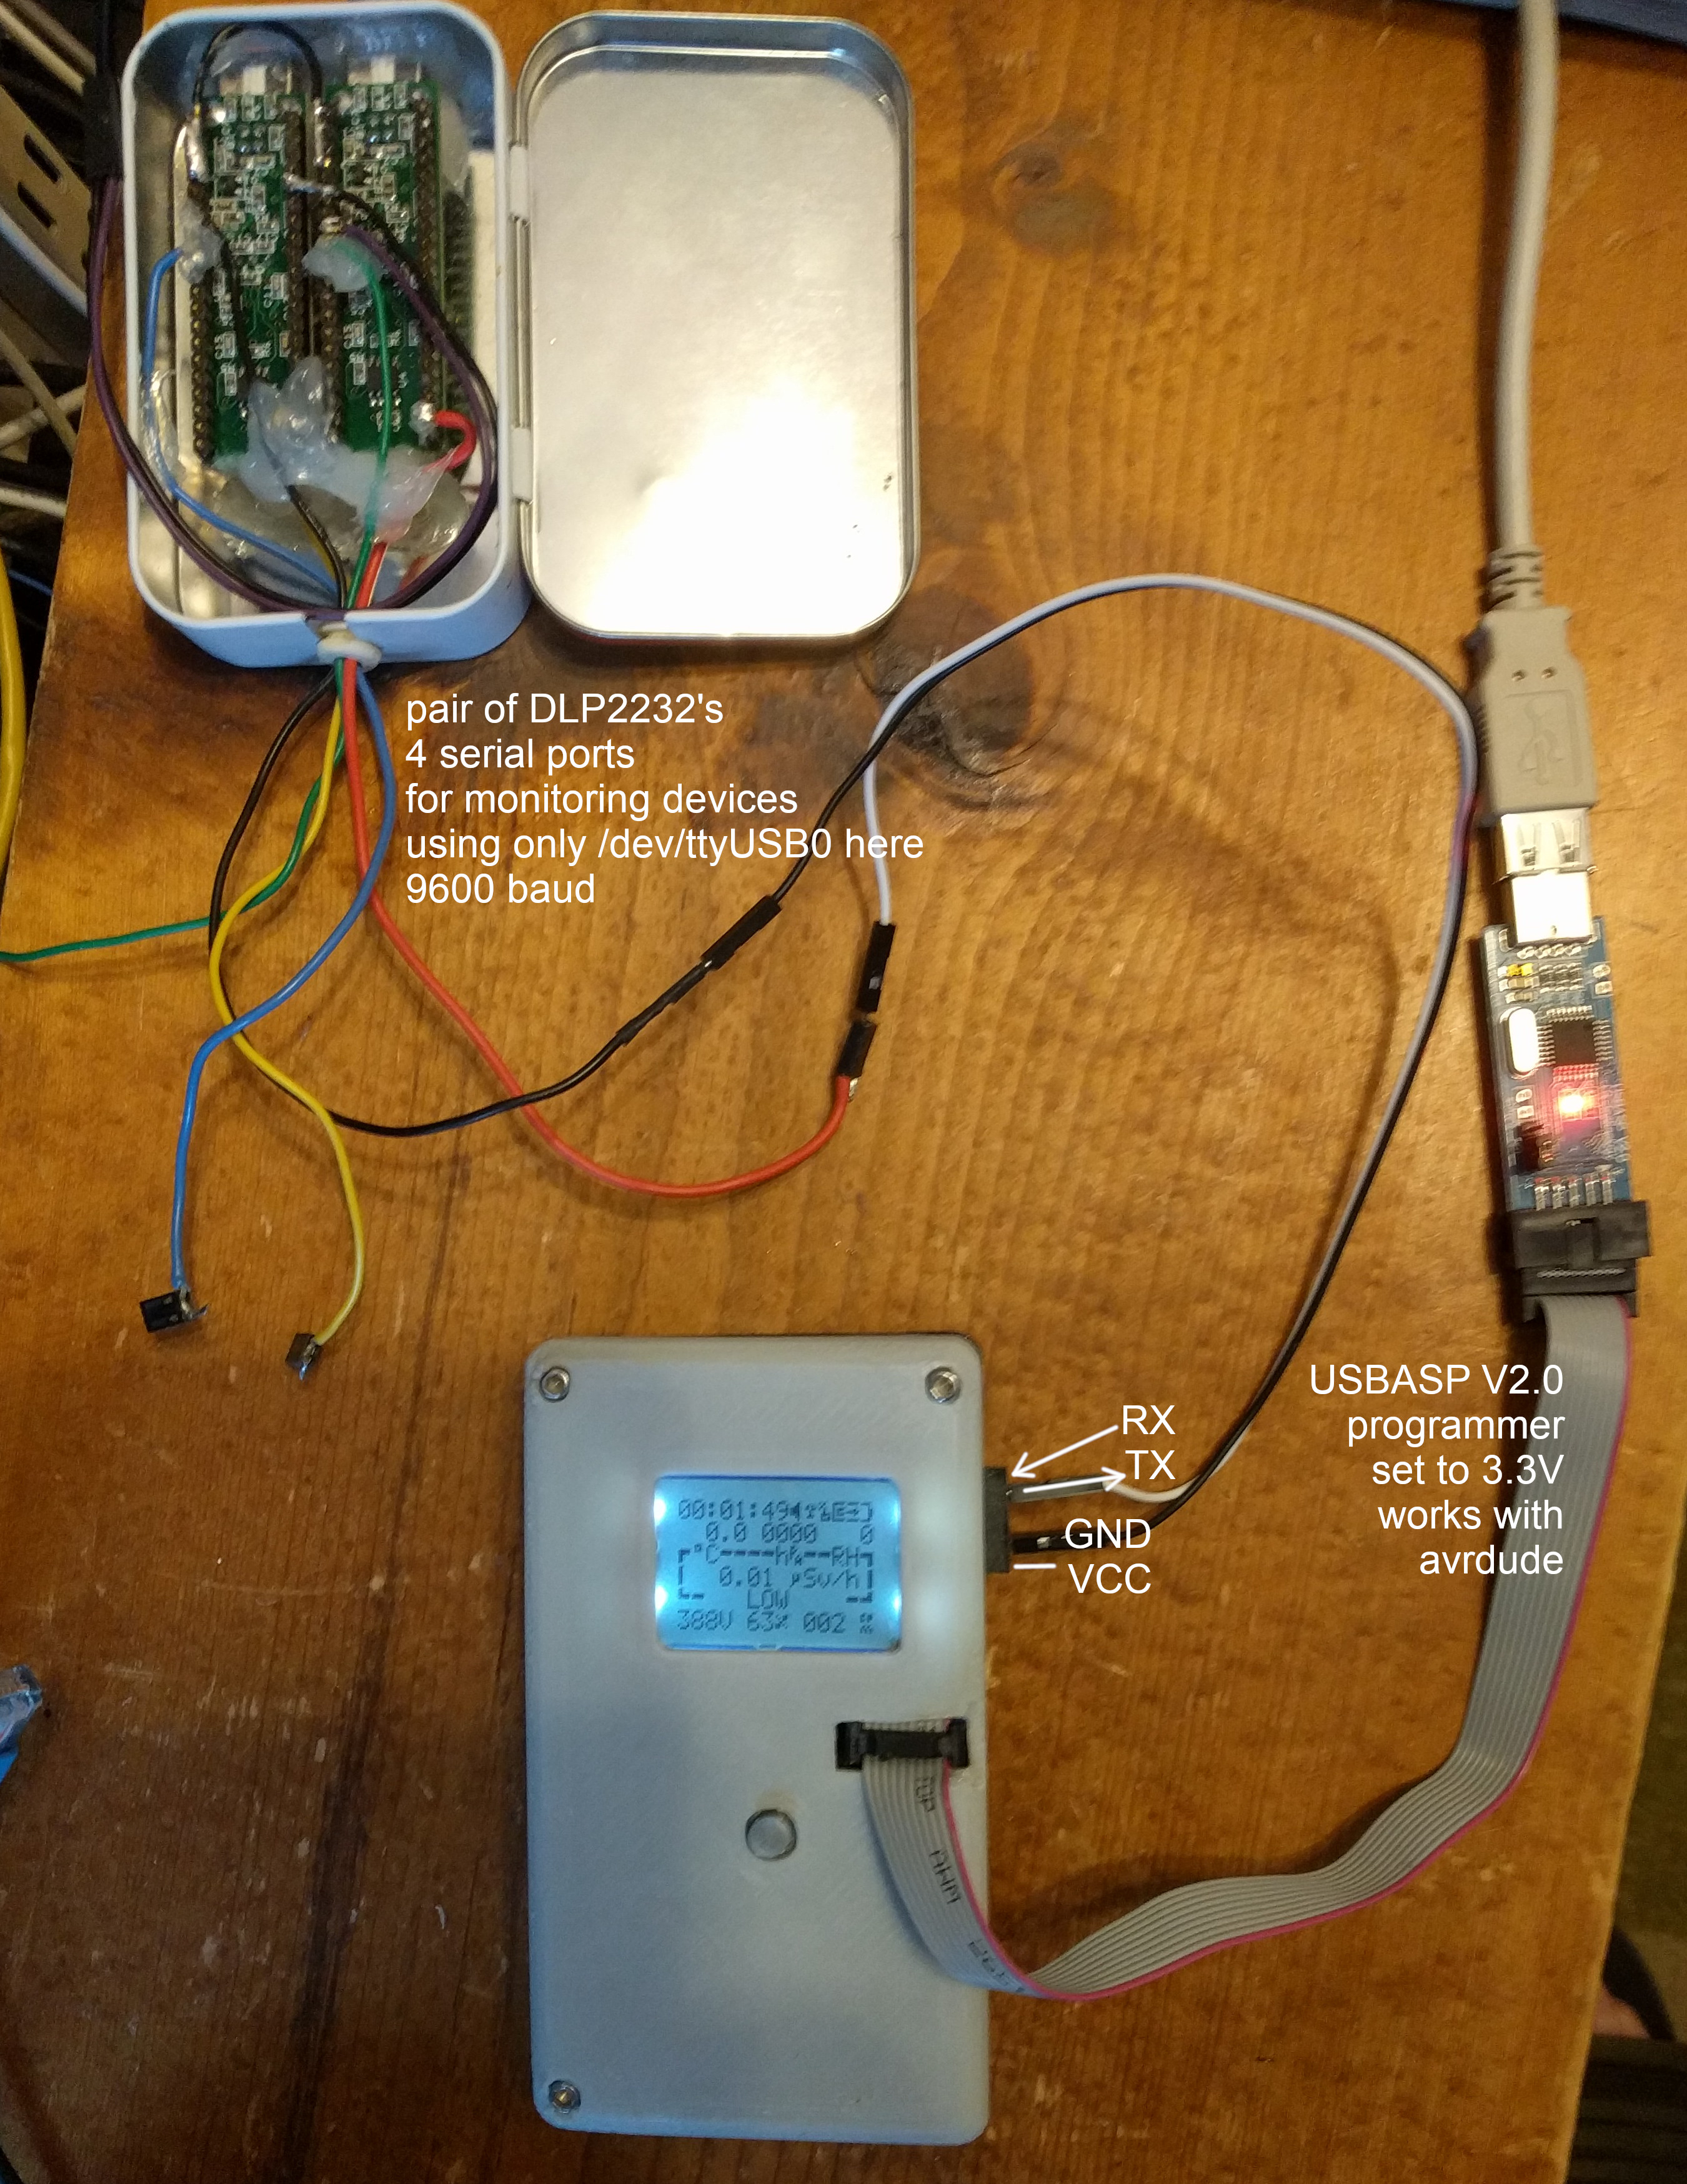 pair of DLP2232's
4 serial ports
for monitoring devices
using only /dev/ttyUSB0 here
9600 baud
RX
TX
GND
VCC
USBASP V2.0
programmer
set to 3.3V
works with
avrdude
00:01:49
0.0 0000 0
°C RH
0.01 µSv/h
LOW
388V 63% 002
AWM